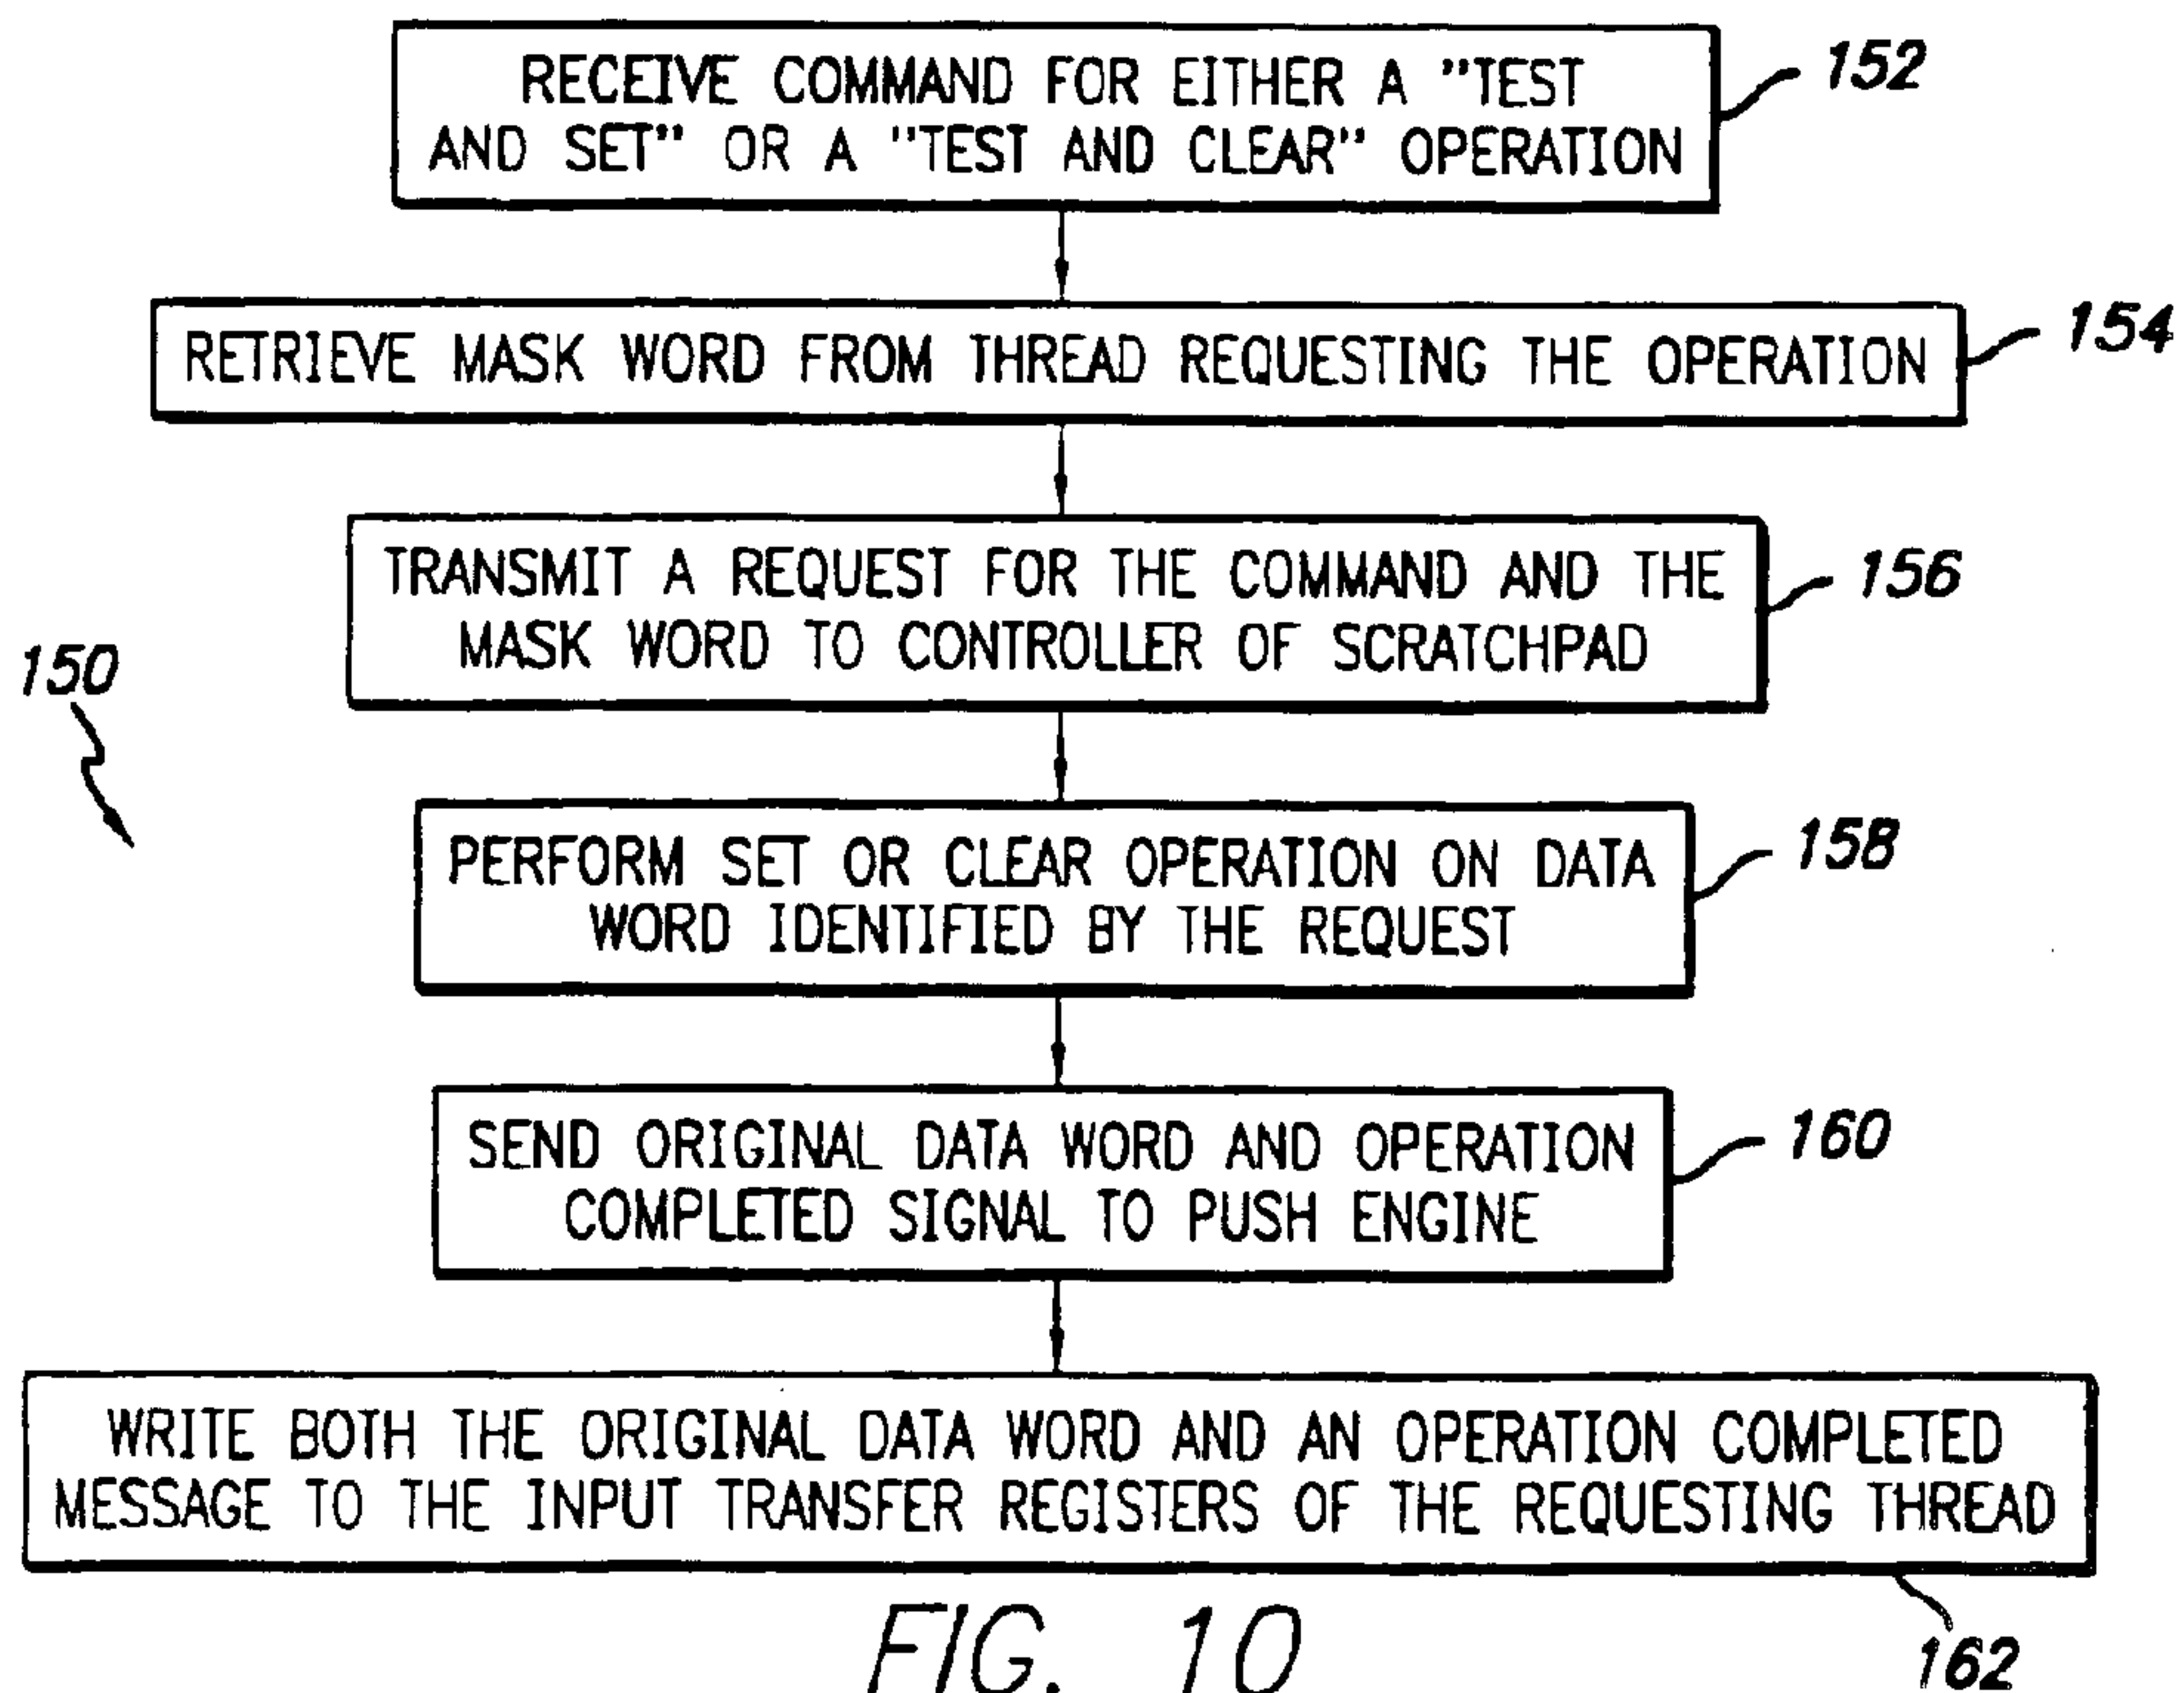 RECEIVE COMMAND FOR EITHER A "TEST
AND SET" OR A "TEST AND CLEAR" OPERATION
152
RETRIEVE MASK WORD FROM THREAD REQUESTING THE OPERATION
154
TRANSMIT A REQUEST FOR THE COMMAND AND THE
MASK WORD TO CONTROLLER OF SCRATCHPAD
156
150
PERFORM SET OR CLEAR OPERATION ON DATA
WORD IDENTIFIED BY THE REQUEST
158
SEND ORIGINAL DATA WORD AND OPERATION
COMPLETED SIGNAL TO PUSH ENGINE
160
WRITE BOTH THE ORIGINAL DATA WORD AND AN OPERATION COMPLETED
MESSAGE TO THE INPUT TRANSFER REGISTERS OF THE REQUESTING THREAD
162
FIG. 10